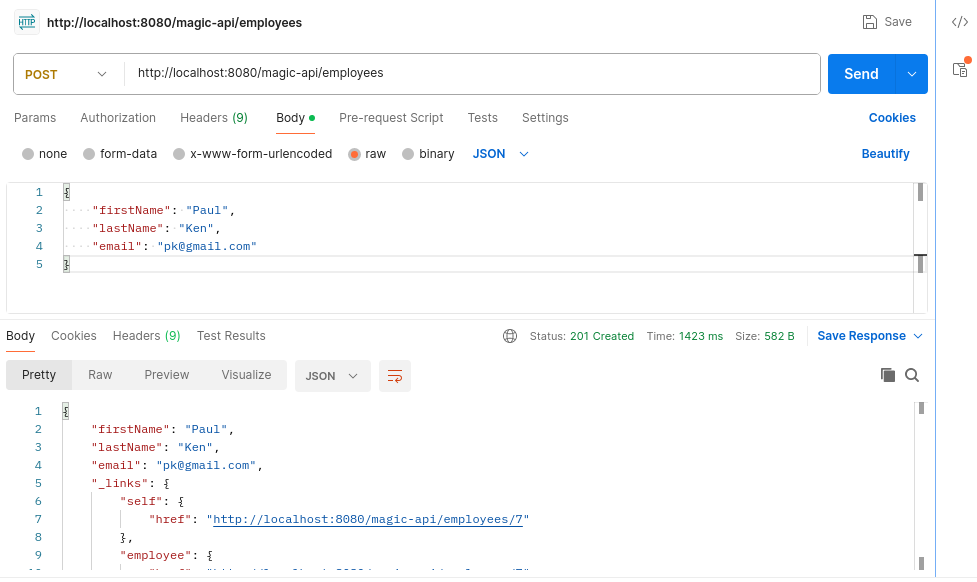 HTTP http://localhost:8080/magic-api/employees Save </>
POST http://localhost:8080/magic-api/employees Send
Params Authorization Headers (9) Body Pre-request Script Tests Settings Cookies
none form-data x-www-form-urlencoded raw binary JSON Beautify
1 {
2 "firstName": "Paul",
3 "lastName": "Ken",
4 "email": "pk@gmail.com"
5 }
Body Cookies Headers (9) Test Results Status: 201 Created Time: 1423 ms Size: 582 B Save Response
Pretty Raw Preview Visualize JSON
1 {
2 "firstName": "Paul",
3 "lastName": "Ken",
4 "email": "pk@gmail.com",
5 "_links": {
6 "self": {
7 "href": "http://localhost:8080/magic-api/employees/7"
8 },
9 "employee": {